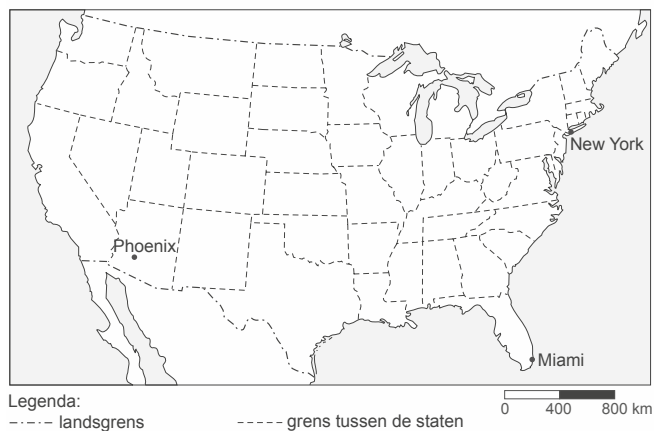 New York
Phoenix
Miami
Legenda:
landsgrens
grens tussen de staten
0 400 800 km